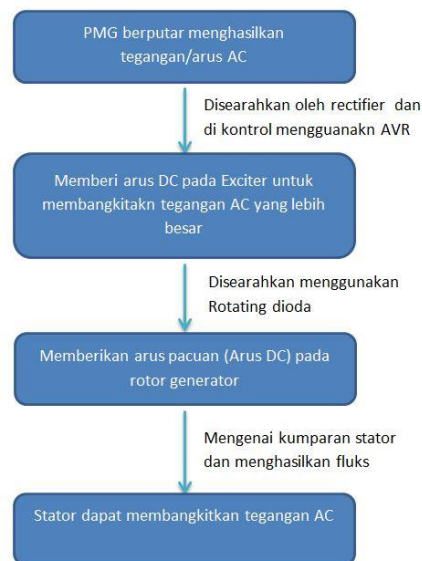 PMG berputar menghasilkan
tegangan/arus AC
Disearahkan oleh rectifier dan
di kontrol mengguanakn AVR
Memberi arus DC pada Exciter untuk
membangkitakn tegangan AC yang lebih
besar
Disearahkan menggunakan
Rotating dioda
Memberikan arus pacuan (Arus DC) pada
rotor generator
Mengenai kumparan stator
dan menghasilkan fluks
Stator dapat membangkitkan tegangan AC